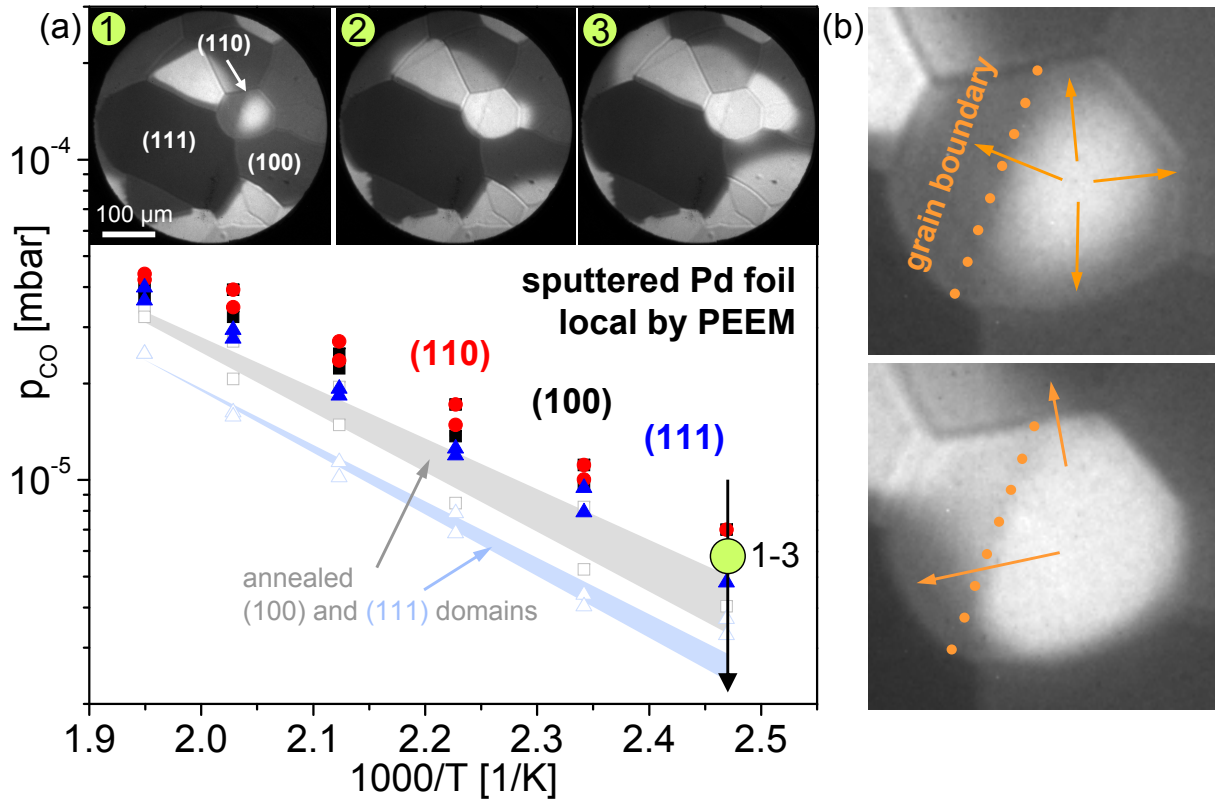 (a)
1
(110)
(111)
(100)
100 µm
2
3
(b)
grain boundary
10⁻⁴
10⁻⁵
p_CO [mbar]
sputtered Pd foil
local by PEEM
(110)
(100)
(111)
1-3
annealed
(100) and (111) domains
1.9 2.0 2.1 2.2 2.3 2.4 2.5
1000/T [1/K]